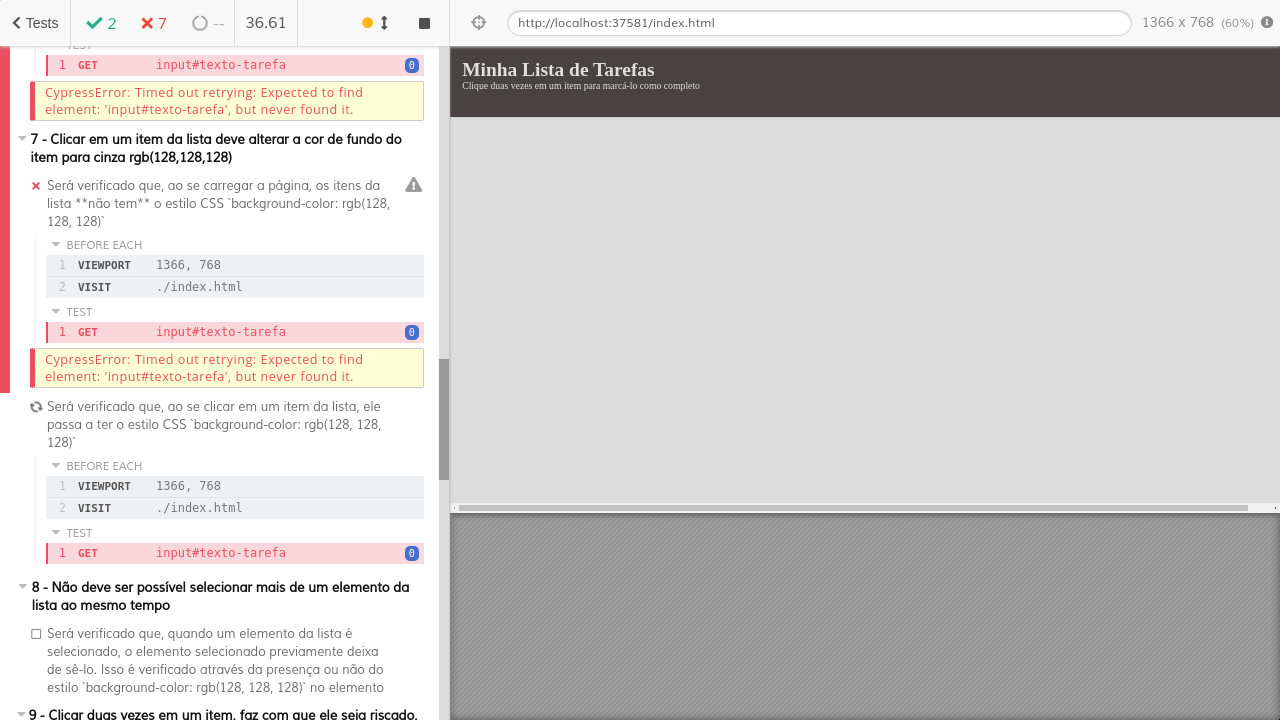 Tests
2
7
--
36.61
http://localhost:37581/index.html
1366 x 768 (60%)
TEST
1 GET input#texto-tarefa 0
CypressError: Timed out retrying: Expected to find
element: 'input#texto-tarefa', but never found it.
7 - Clicar em um item da lista deve alterar a cor de fundo do
item para cinza rgb(128,128,128)
Será verificado que, ao se carregar a página, os itens da
lista **não tem** o estilo CSS `background-color: rgb(128,
128, 128)`
BEFORE EACH
1 VIEWPORT 1366, 768
2 VISIT ./index.html
TEST
1 GET input#texto-tarefa 0
CypressError: Timed out retrying: Expected to find
element: 'input#texto-tarefa', but never found it.
Será verificado que, ao se clicar em um item da lista, ele
passa a ter o estilo CSS `background-color: rgb(128, 128,
128)`
BEFORE EACH
1 VIEWPORT 1366, 768
2 VISIT ./index.html
TEST
1 GET input#texto-tarefa 0
8 - Não deve ser possível selecionar mais de um elemento da
lista ao mesmo tempo
Será verificado que, quando um elemento da lista é
selecionado, o elemento selecionado previamente deixa
de sê-lo. Isso é verificado através da presença ou não do
estilo `background-color: rgb(128, 128, 128)` no elemento
9 - Clicar duas vezes em um item, faz com que ele seja riscado,
Minha Lista de Tarefas
Clique duas vezes em um item para marcá-lo como completo